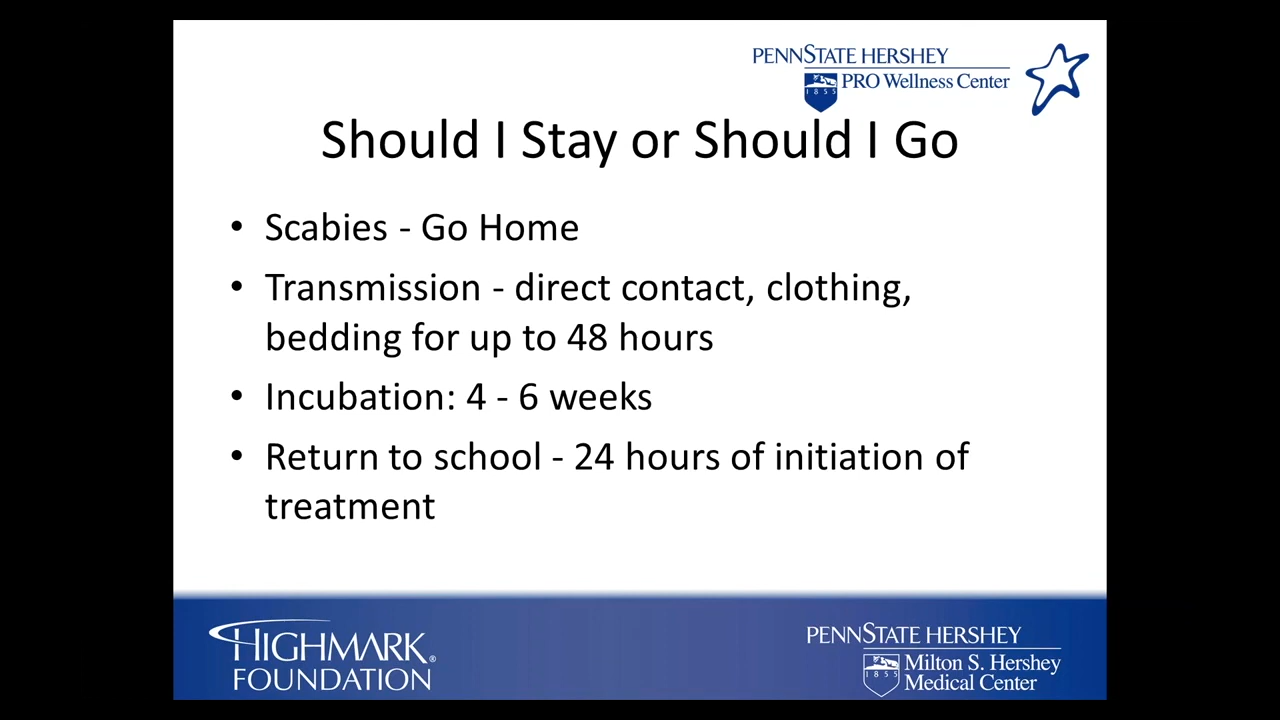 PENNSTATE HERSHEY
1855
PRO Wellness Center
Should I Stay or Should I Go
• Scabies - Go Home
• Transmission - direct contact, clothing,
bedding for up to 48 hours
• Incubation: 4 - 6 weeks
• Return to school - 24 hours of initiation of
treatment
HIGHMARK®
FOUNDATION
PENNSTATE HERSHEY
1855
Milton S. Hershey
Medical Center